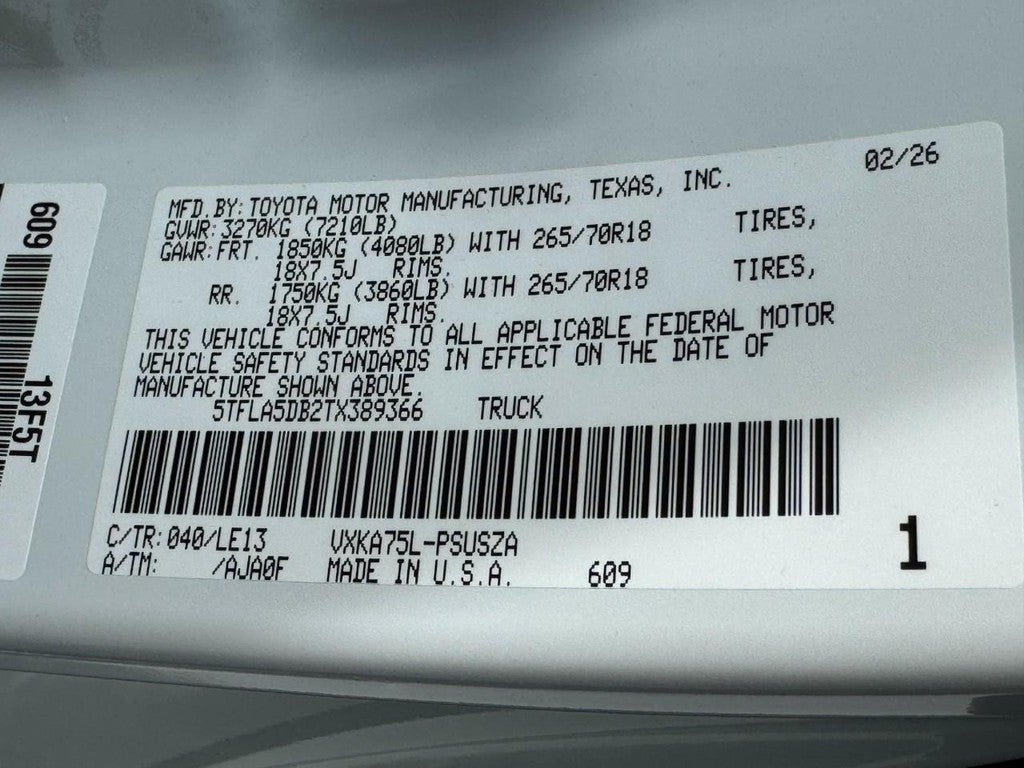 609
13F5T
02/26
MFD.BY:TOYOTA MOTOR MANUFACTURING, TEXAS, INC.
GVWR:3270KG (7210LB)
GAWR:FRT. 1850KG (4080LB) WITH 265/70R18 TIRES,
18X7.5J RIMS.
RR. 1750KG (3860LB) WITH 265/70R18 TIRES,
18X7.5J RIMS.
THIS VEHICLE CONFORMS TO ALL APPLICABLE FEDERAL MOTOR
VEHICLE SAFETY STANDARDS IN EFFECT ON THE DATE OF
MANUFACTURE SHOWN ABOVE.
5TFLA5DB2TX389366 TRUCK
C/TR:040/LE13 VXKA75L-PSUSZA
A/TM: /AJA0F MADE IN U.S.A. 609
1